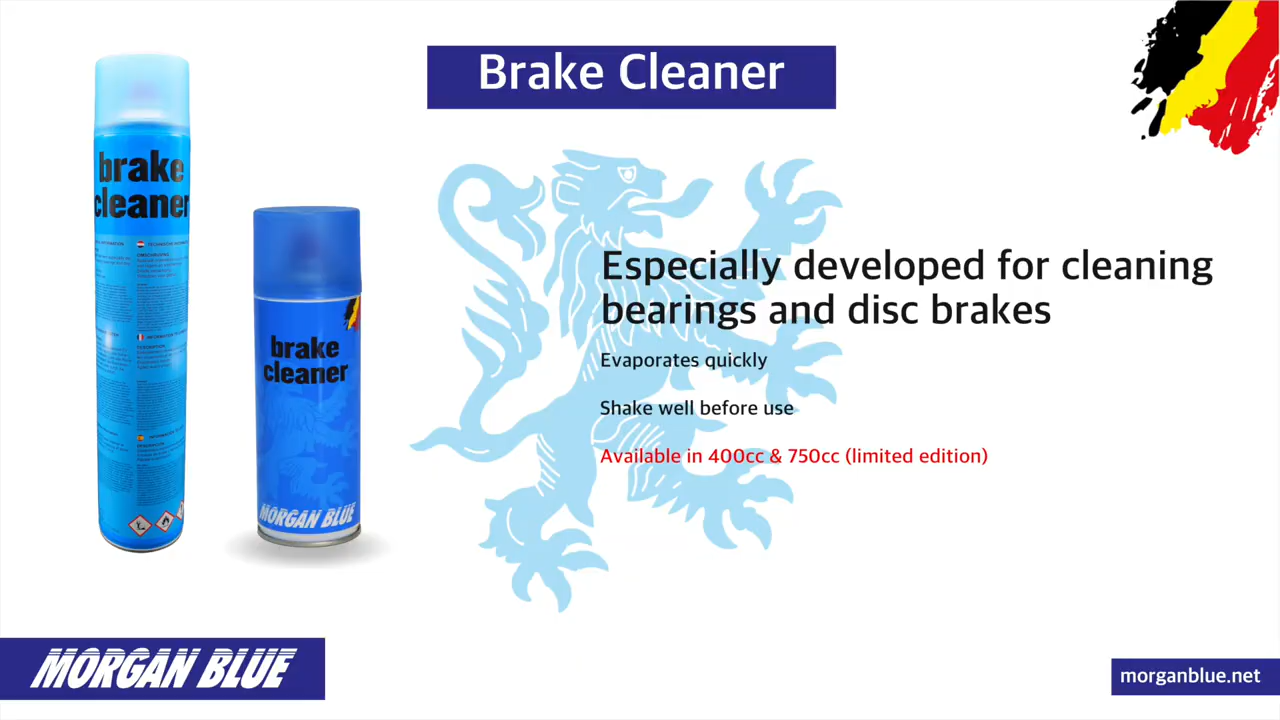 Brake Cleaner
brake
cleaner
brake
cleaner
MORGAN BLUE
Especially developed for cleaning
bearings and disc brakes
Evaporates quickly
Shake well before use
Available in 400cc & 750cc (limited edition)
MORGAN BLUE
morganblue.net